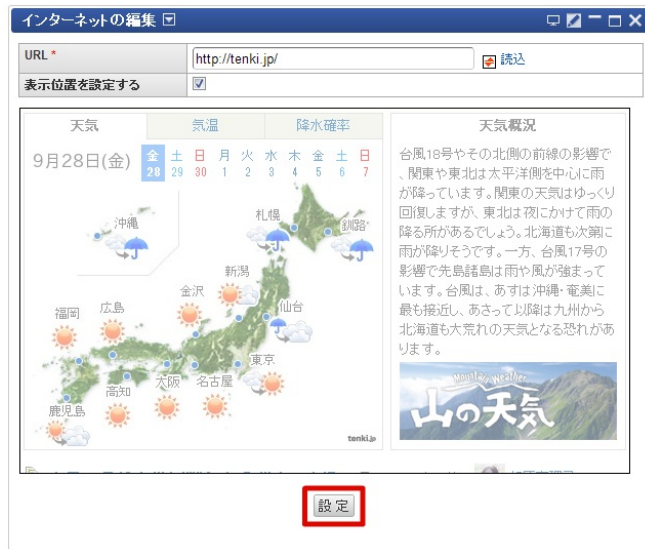 インターネットの編集
URL *
http://tenki.jp/
読込
表示位置を設定する
天気 気温 降水確率
9月28日(金)
金 土 日 月 火 水 木 金 土 日
28 29 30 1 2 3 4 5 6 7
札幌
釧路
沖縄
新潟
金沢
仙台
広島
福岡
東京
大阪 名古屋
高知
鹿児島
tenki.jp
天気概況
台風18号やその北側の前線の影響で
、関東や東北は太平洋側を中心に雨
が降っています。関東の天気はゆっくり
回復しますが、東北は夜にかけて雨の
降る所があるでしょう。北海道も次第に
雨が降りそうです。一方、台風17号の
影響で先島諸島は雨や風が強まって
います。台風は、あすは沖縄・奄美に
最も接近し、あさって以降は九州から
北海道も大荒れの天気となる恐れがあ
ります。
Mountain Weather
山の天気
設定